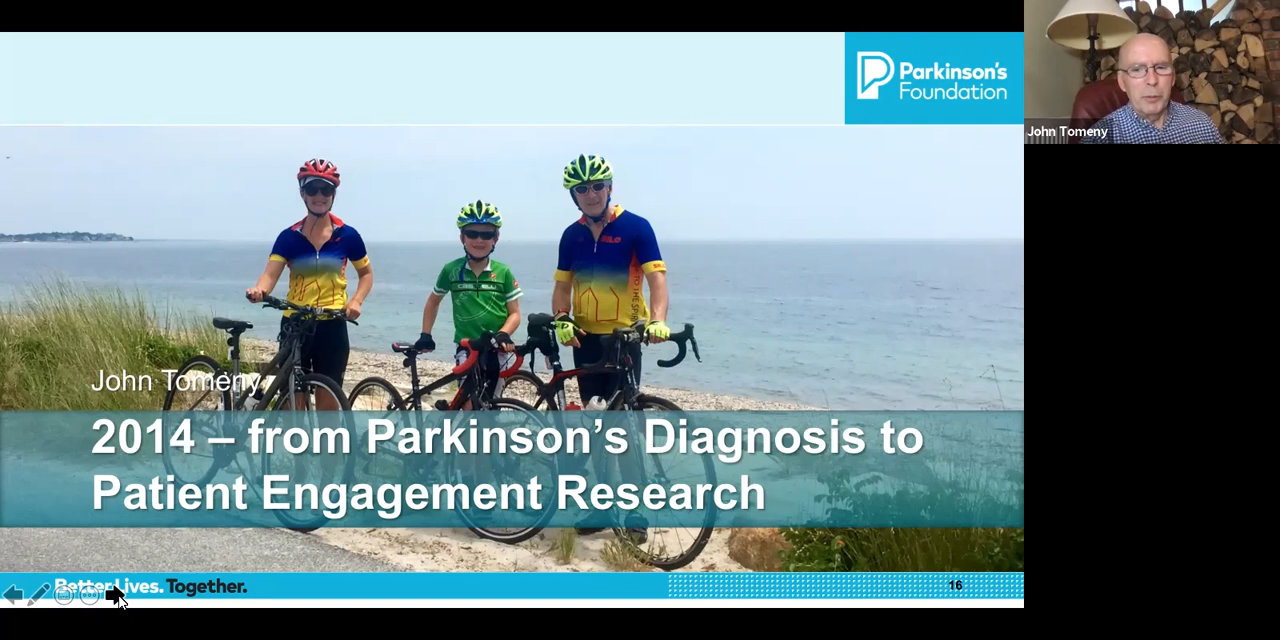 Parkinson's
Foundation
John Tomeny
John Tomeny
2014 – from Parkinson's Diagnosis to
Patient Engagement Research
Better Lives. Together.
16